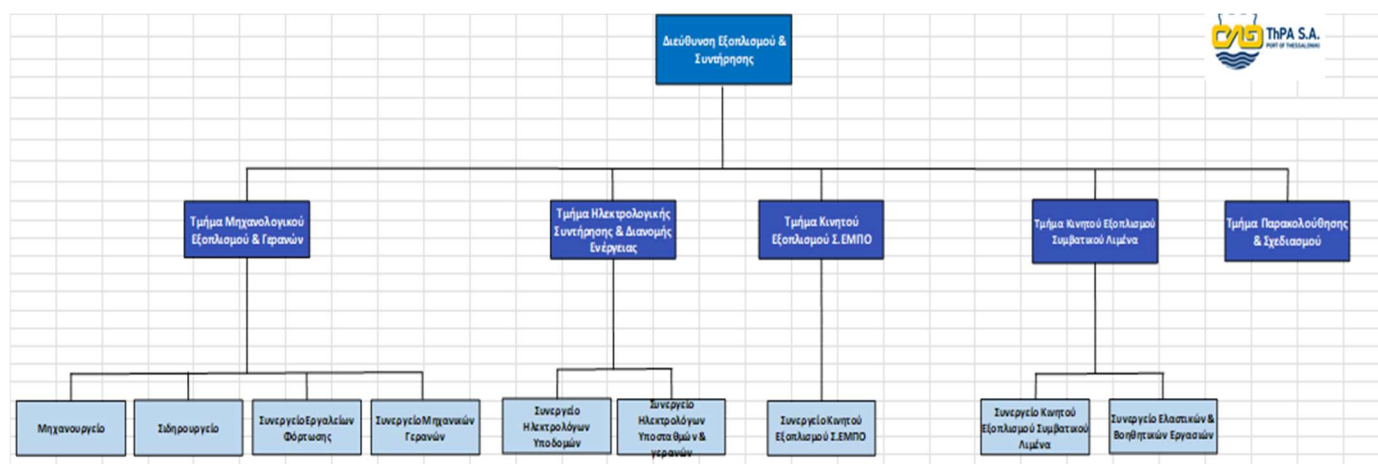 Διεύθυνση Εξοπλισμού &
Συντήρησης
ThPA S.A.
PORT OF THESSALONIKI
Τμήμα Μηχανολογικού
Εξοπλισμού & Γερανών
Τμήμα Ηλεκτρολογικής
Συντήρησης & Διανομής
Ενέργειας
Τμήμα Κινητού
Εξοπλισμού Σ.ΕΜΠΟ
Τμήμα Κινητού Εξοπλισμού
Συμβατικού Λιμένα
Τμήμα Παρακολούθησης
& Σχεδιασμού
Μηχανουργείο
Σιδηρουργείο
Συνεργείο Εργαλείων
Φόρτωσης
Συνεργείο Μηχανικών
Γερανών
Συνεργείο
Ηλεκτρολόγων
Υποδομών
Συνεργείο
Ηλεκτρολόγων
Υποσταθμών &
γερανών
Συνεργείο Κινητού
Εξοπλισμού Σ.ΕΜΠΟ
Συνεργείο Κινητού
Εξοπλισμού Συμβατικού
Λιμένα
Συνεργείο Ελαστικών &
Βοηθητικών Εργασιών